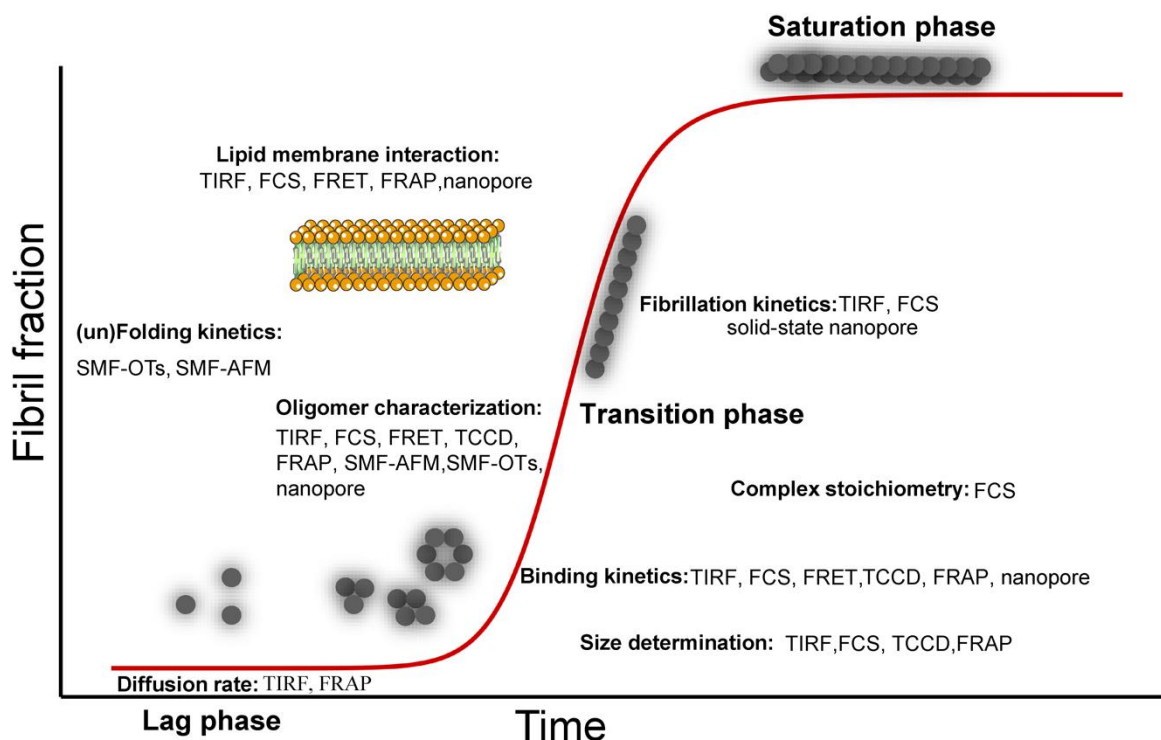 Saturation phase
Lipid membrane interaction:
TIRF, FCS, FRET, FRAP,nanopore
Fibril fraction
(un)Folding kinetics:
SMF-OTs, SMF-AFM
Fibrillation kinetics:TIRF, FCS
solid-state nanopore
Oligomer characterization:
TIRF, FCS, FRET, TCCD,
FRAP, SMF-AFM,SMF-OTs,
nanopore
Transition phase
Complex stoichiometry: FCS
Binding kinetics:TIRF, FCS, FRET,TCCD, FRAP, nanopore
Size determination: TIRF,FCS, TCCD,FRAP
Diffusion rate: TIRF, FRAP
Lag phase
Time